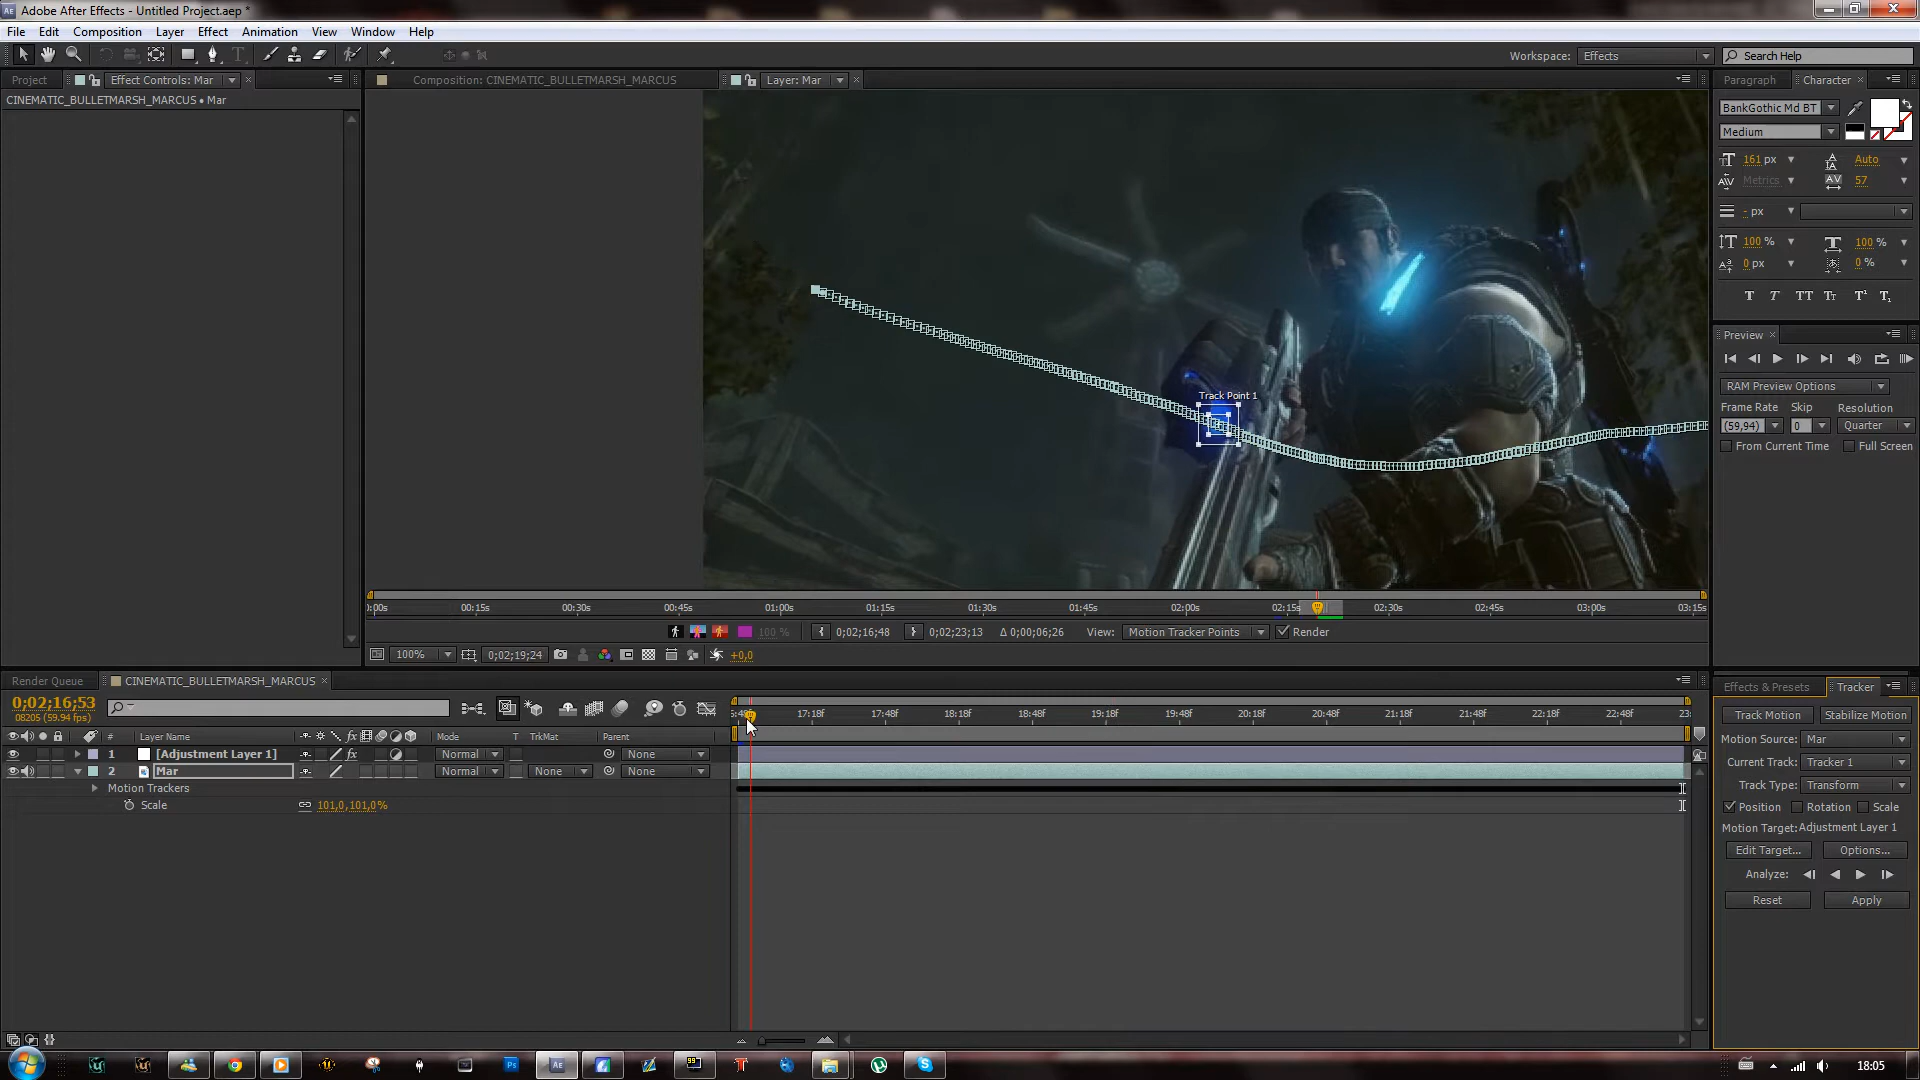 Adobe After Effects - Untitled Project.aep *
File Edit Composition Layer Effect Animation View Window Help
Workspace: Effects Search Help
Project Effect Controls: Mar
CINEMATIC_BULLETMARSH_MARCUS • Mar
Composition: CINEMATIC_BULLETMARSH_MARCUS Layer: Mar
Track Point 1
Paragraph Character
BankGothic Md BT
Medium
161 px Auto
Metrics 57
- px
100 % 100 %
0 px 0 %
T T TT Tт T¹ T₁
Preview
RAM Preview Options
Frame Rate Skip Resolution
(59,94) 0 Quarter
From Current Time Full Screen
0:00s 00:15s 00:30s 00:45s 01:00s 01:15s 01:30s 01:45s 02:00s 02:15s 02:30s 02:45s 03:00s 03:15s
100 % 0;02;16;48 0;02;23;13 Δ 0;00;06;26 View: Motion Tracker Points Render
100% 0;02;19;24 +0,0
Render Queue CINEMATIC_BULLETMARSH_MARCUS
0;02;16;53
08205 (59.94 fps)
17:18f 17:48f 18:18f 18:48f 19:18f 19:48f 20:18f 20:48f 21:18f 21:48f 22:18f 22:48f
# Layer Name Mode T TrkMat Parent
1 [Adjustment Layer 1] Normal None
2 Mar Normal None None
Motion Trackers
Scale 101,0,101,0%
Effects & Presets Tracker
Track Motion Stabilize Motion
Motion Source: Mar
Current Track: Tracker 1
Track Type: Transform
Position Rotation Scale
Motion Target: Adjustment Layer 1
Edit Target... Options...
Analyze:
Reset Apply
18:05